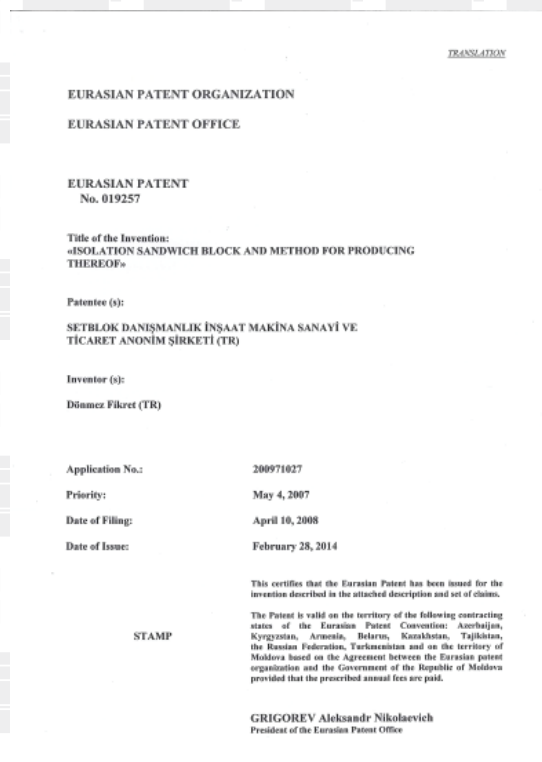 TRANSLATION
EURASIAN PATENT ORGANIZATION
EURASIAN PATENT OFFICE
EURASIAN PATENT
No. 019257
Title of the Invention:
«ISOLATION SANDWICH BLOCK AND METHOD FOR PRODUCING
THEREOF»
Patentee (s):
SETBLOK DANIŞMANLIK İNŞAAT MAKİNA SANAYİ VE
TİCARET ANONİM ŞİRKETİ (TR)
Inventor (s):
Dönmez Fikret (TR)
Application No.: 200971027
Priority: May 4, 2007
Date of Filing: April 10, 2008
Date of Issue: February 28, 2014
This certifies that the Eurasian Patent has been issued for the
invention described in the attached description and set of claims.
The Patent is valid on the territory of the following contracting
states of the Eurasian Patent Convention: Azerbaijan,
Kyrgyzstan, Armenia, Belarus, Kazakhstan, Tajikistan,
the Russian Federation, Turkmenistan and on the territory of
Moldova based on the Agreement between the Eurasian patent
organization and the Government of the Republic of Moldova
provided that the prescribed annual fees are paid.
STAMP
GRIGOREV Aleksandr Nikolaevich
President of the Eurasian Patent Office